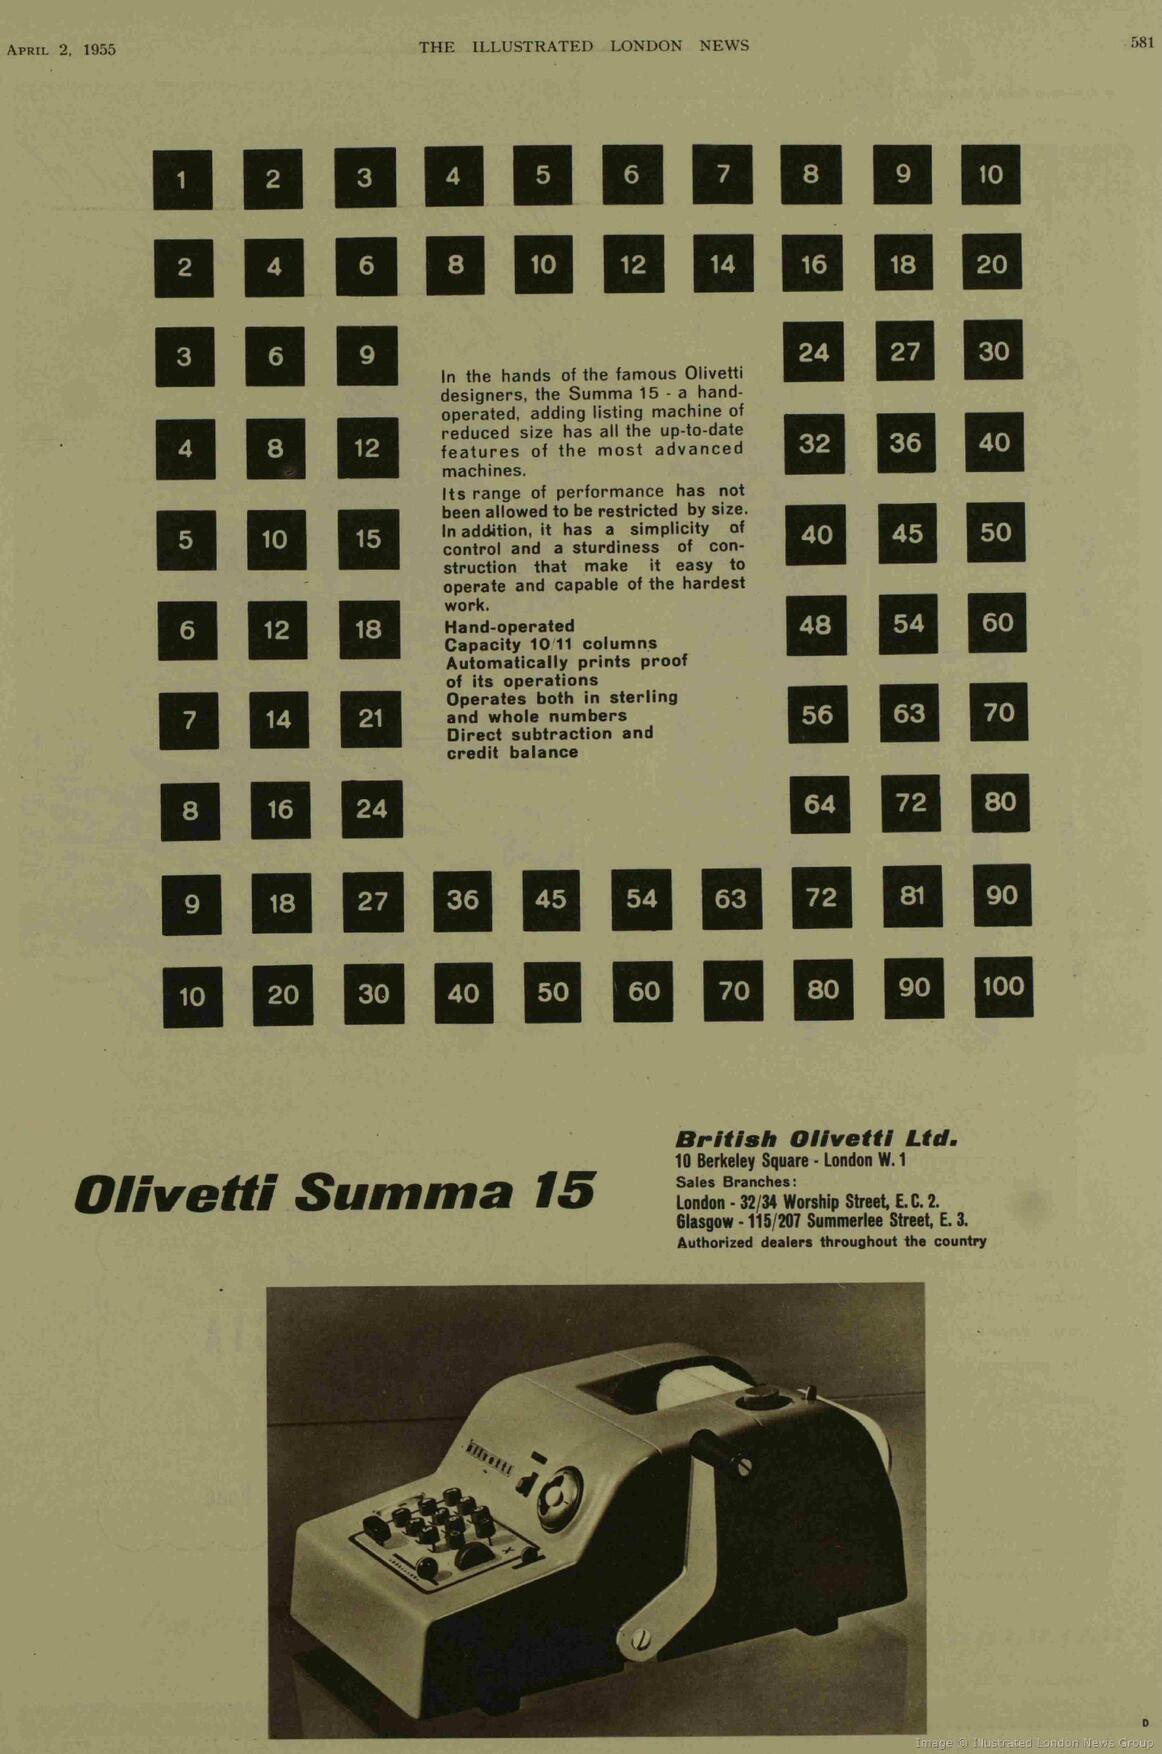 APRIL 2, 1955
THE ILLUSTRATED LONDON NEWS
581
1 2 3 4 5 6 7 8 9 10
2 4 6 8 10 12 14 16 18 20
3 6 9 24 27 30
4 8 12 32 36 40
5 10 15 40 45 50
6 12 18 48 54 60
7 14 21 56 63 70
8 16 24 64 72 80
9 18 27 36 45 54 63 72 81 90
10 20 30 40 50 60 70 80 90 100
In the hands of the famous Olivetti
designers, the Summa 15 - a hand-
operated, adding listing machine of
reduced size has all the up-to-date
features of the most advanced
machines.
Its range of performance has not
been allowed to be restricted by size.
In addition, it has a simplicity of
control and a sturdiness of con-
struction that make it easy to
operate and capable of the hardest
work.
Hand-operated
Capacity 10/11 columns
Automatically prints proof
of its operations
Operates both in sterling
and whole numbers
Direct subtraction and
credit balance
Olivetti Summa 15
British Olivetti Ltd.
10 Berkeley Square - London W. 1
Sales Branches:
London - 32/34 Worship Street, E. C. 2.
Glasgow - 115/207 Summerlee Street, E. 3.
Authorized dealers throughout the country
olivetti
X
D
Image © Illustrated London News Group